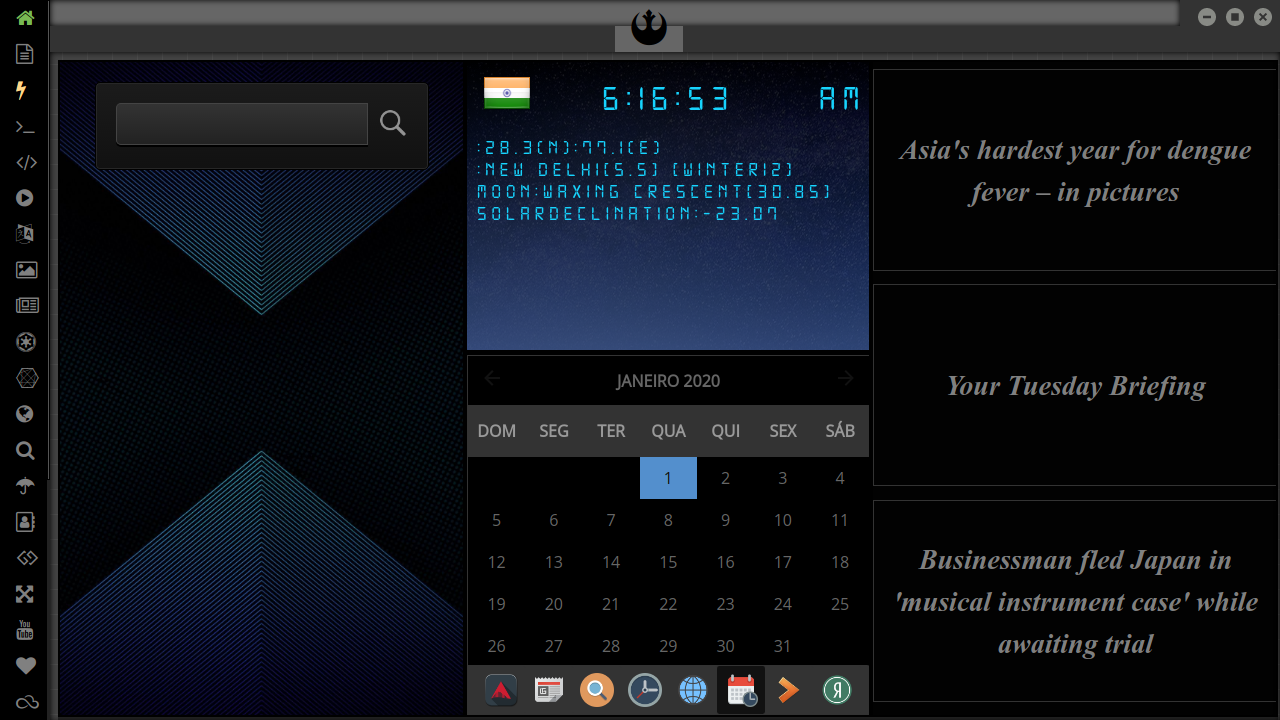 6:16:53 AM
:28.3(N):77.1(E)
:NEW DELHI(5.5) (WINTER12)
MOON:WAXING CRESCENT(30.85)
SOLARDECLINATION:-23.07
JANEIRO 2020
DOM SEG TER QUA QUI SEX SÁB
1 2 3 4
5 6 7 8 9 10 11
12 13 14 15 16 17 18
19 20 21 22 23 24 25
26 27 28 29 30 31
Asia's hardest year for dengue
fever – in pictures
Your Tuesday Briefing
Businessman fled Japan in
'musical instrument case' while
awaiting trial
You
Tube
Я